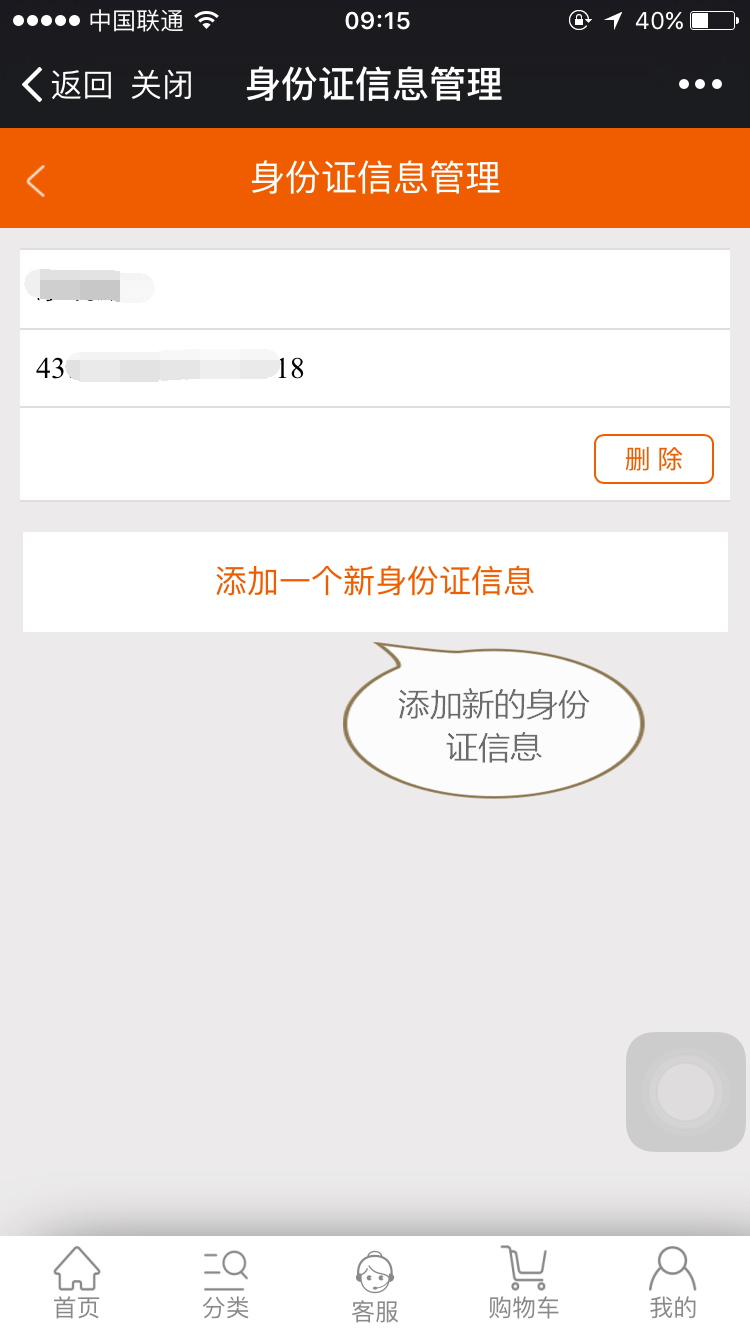 中国联通 09:15 40%
返回 关闭 身份证信息管理
身份证信息管理
43 18
删 除
添加一个新身份证信息
添加新的身份
证信息
首页 分类 客服 购物车 我的